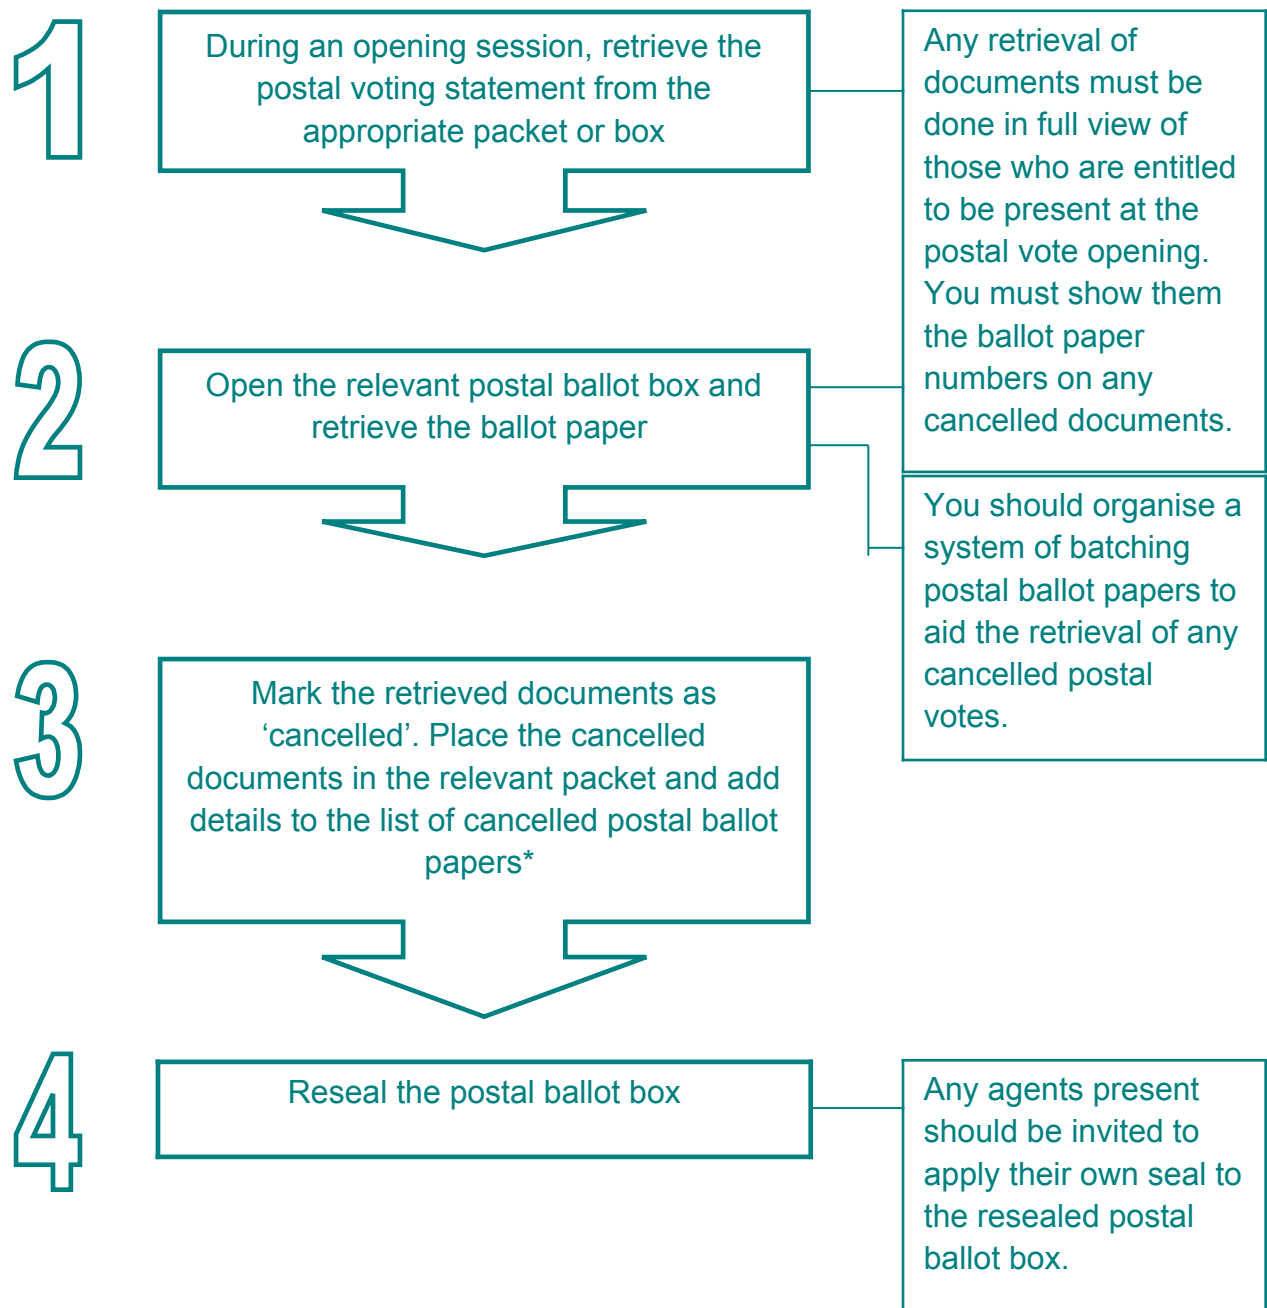 1
During an opening session, retrieve the
postal voting statement from the
appropriate packet or box
Any retrieval of
documents must be
done in full view of
those who are entitled
to be present at the
postal vote opening.
You must show them
the ballot paper
numbers on any
cancelled documents.
2
Open the relevant postal ballot box and
retrieve the ballot paper
You should organise a
system of batching
postal ballot papers to
aid the retrieval of any
cancelled postal
votes.
3
Mark the retrieved documents as
‘cancelled’. Place the cancelled
documents in the relevant packet and add
details to the list of cancelled postal ballot
papers*
4
Reseal the postal ballot box
Any agents present
should be invited to
apply their own seal to
the resealed postal
ballot box.